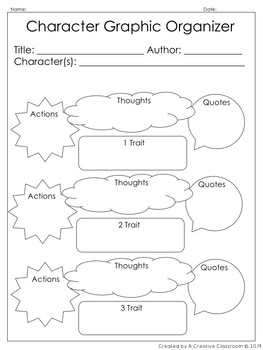 Name: Date:
Character Graphic Organizer
Title: Author:
Character(s):
Thoughts
Actions
Quotes
1 Trait
Thoughts
Actions
Quotes
2 Trait
Thoughts
Actions
Quotes
3 Trait
Created by A Creative Classroom © 2019